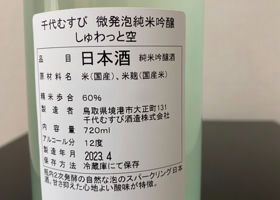 千代むすび 微発泡純米吟醸
しゅわっと空
品目 日本酒 純米吟醸酒
原材料名 米(国産)、米麹(国産米)
精米歩合 60%
製造者 鳥取県境港市大正町131
千代むすび酒造株式会社
内容量 720ml
アルコール分 12度
製造年月 2023.4
保存方法 冷蔵庫にて保存
瓶内2次発酵の自然な泡のスパークリング日本
酒。甘さ抑えた心地よい酸味が特徴。